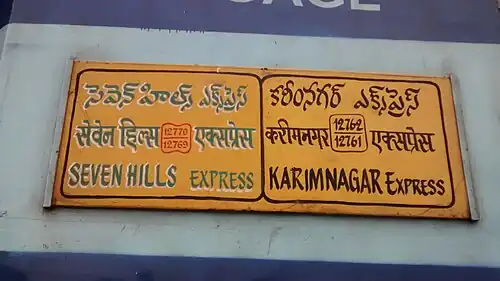 సెవెన్ హిల్స్ ఎక్స్‌ప్రెస్
सेवेन हिल्स 12770 12769 एक्सप्रेस
SEVEN HILLS EXPRESS
కరీంనగర్ ఎక్స్‌ప్రెస్
करीमनगर 12762 12761 एक्सप्रेस
KARIMNAGAR EXPRESS